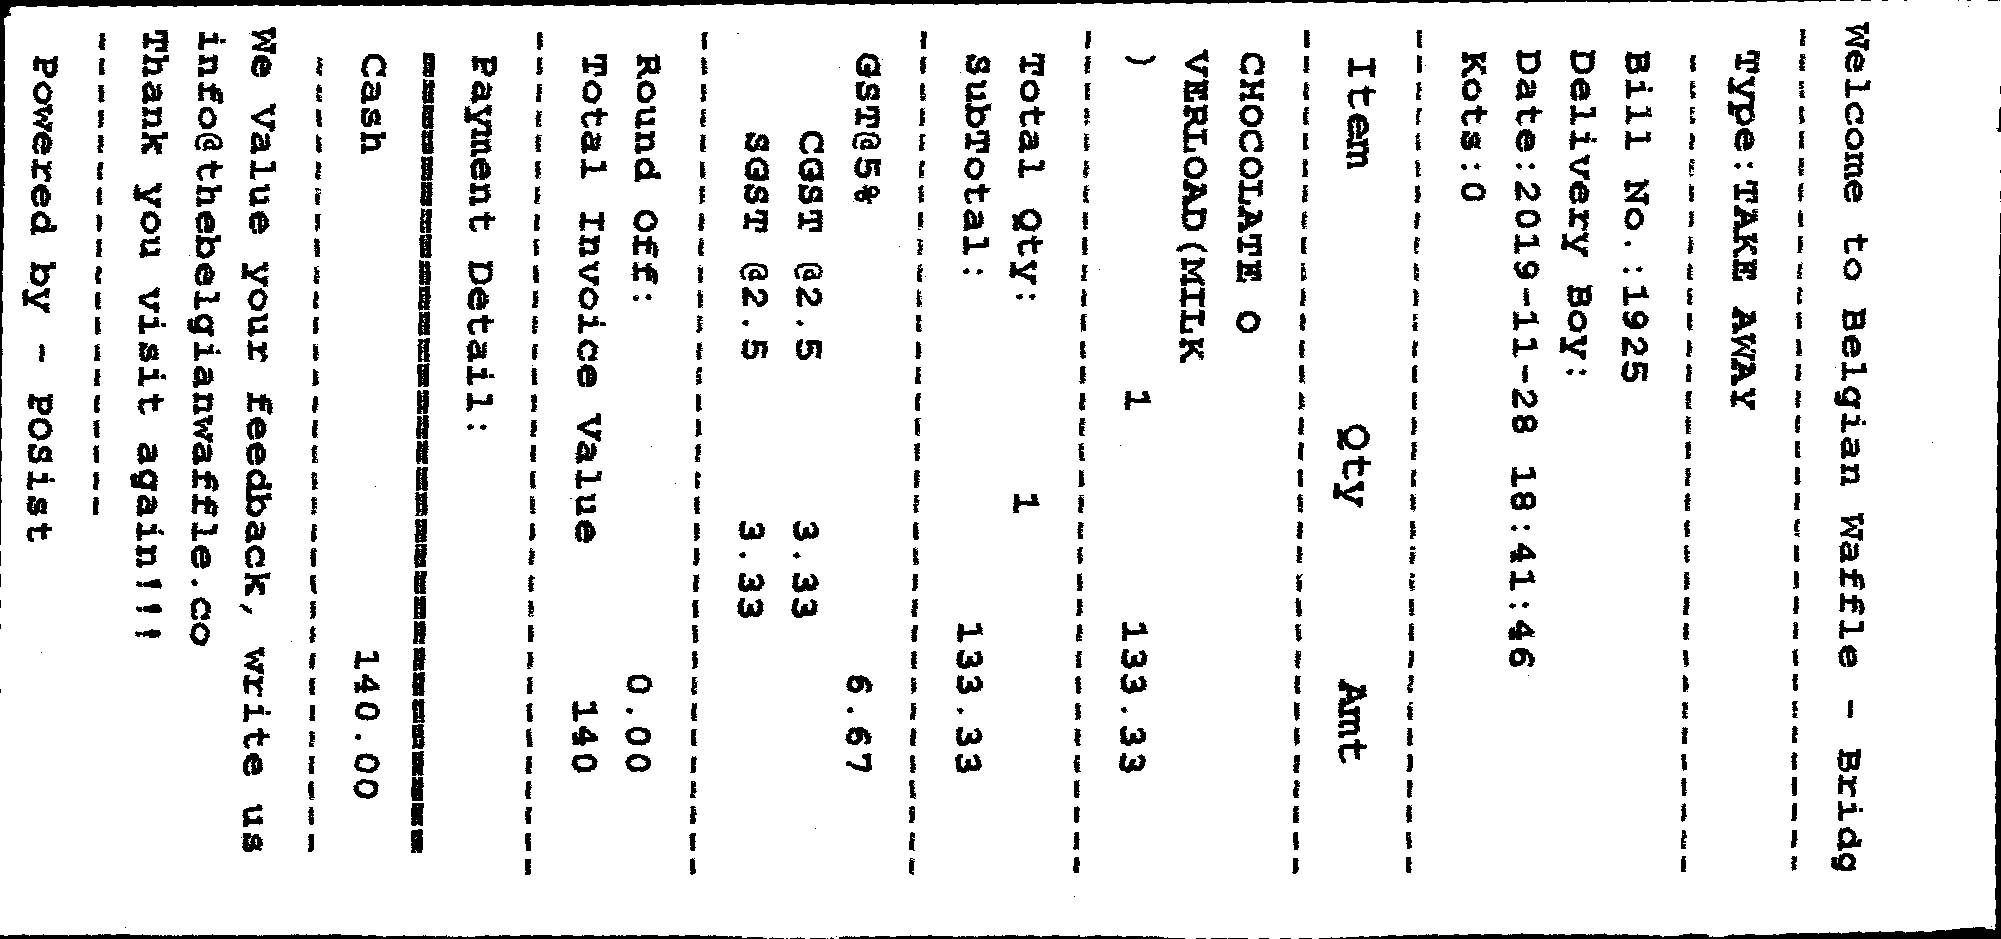 Welcome to Belgian Waffle - Bridg
Type:TAKE AWAY
Bill No.:1925
Delivery Boy:
Date:2019-11-28 18:41:46
Kots:0
Item Qty Amt
CHOCOLATE O
VERLOAD(MILK
) 1 133.33
Total Qty: 1
SubTotal: 133.33
GST@5% 6.67
CGST @2.5 3.33
SGST @2.5 3.33
Round Off: 0.00
Total Invoice Value 140
Payment Detail:
Cash 140.00
We Value your feedback, write us
info@thebelgianwaffle.co
Thank you visit again!!!
Powered by - POSist